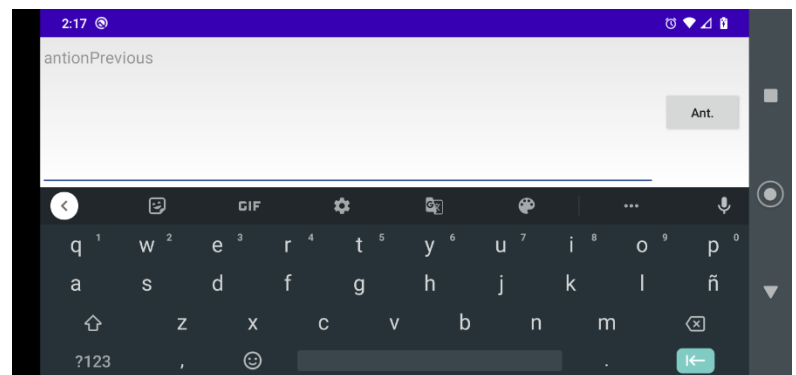 2:17
antionPrevious
Ant.
GIF
q 1 w 2 e 3 r 4 t 5 y 6 u 7 i 8 o 9 p 0
a s d f g h j k l ñ
z x c v b n m
?123 , .